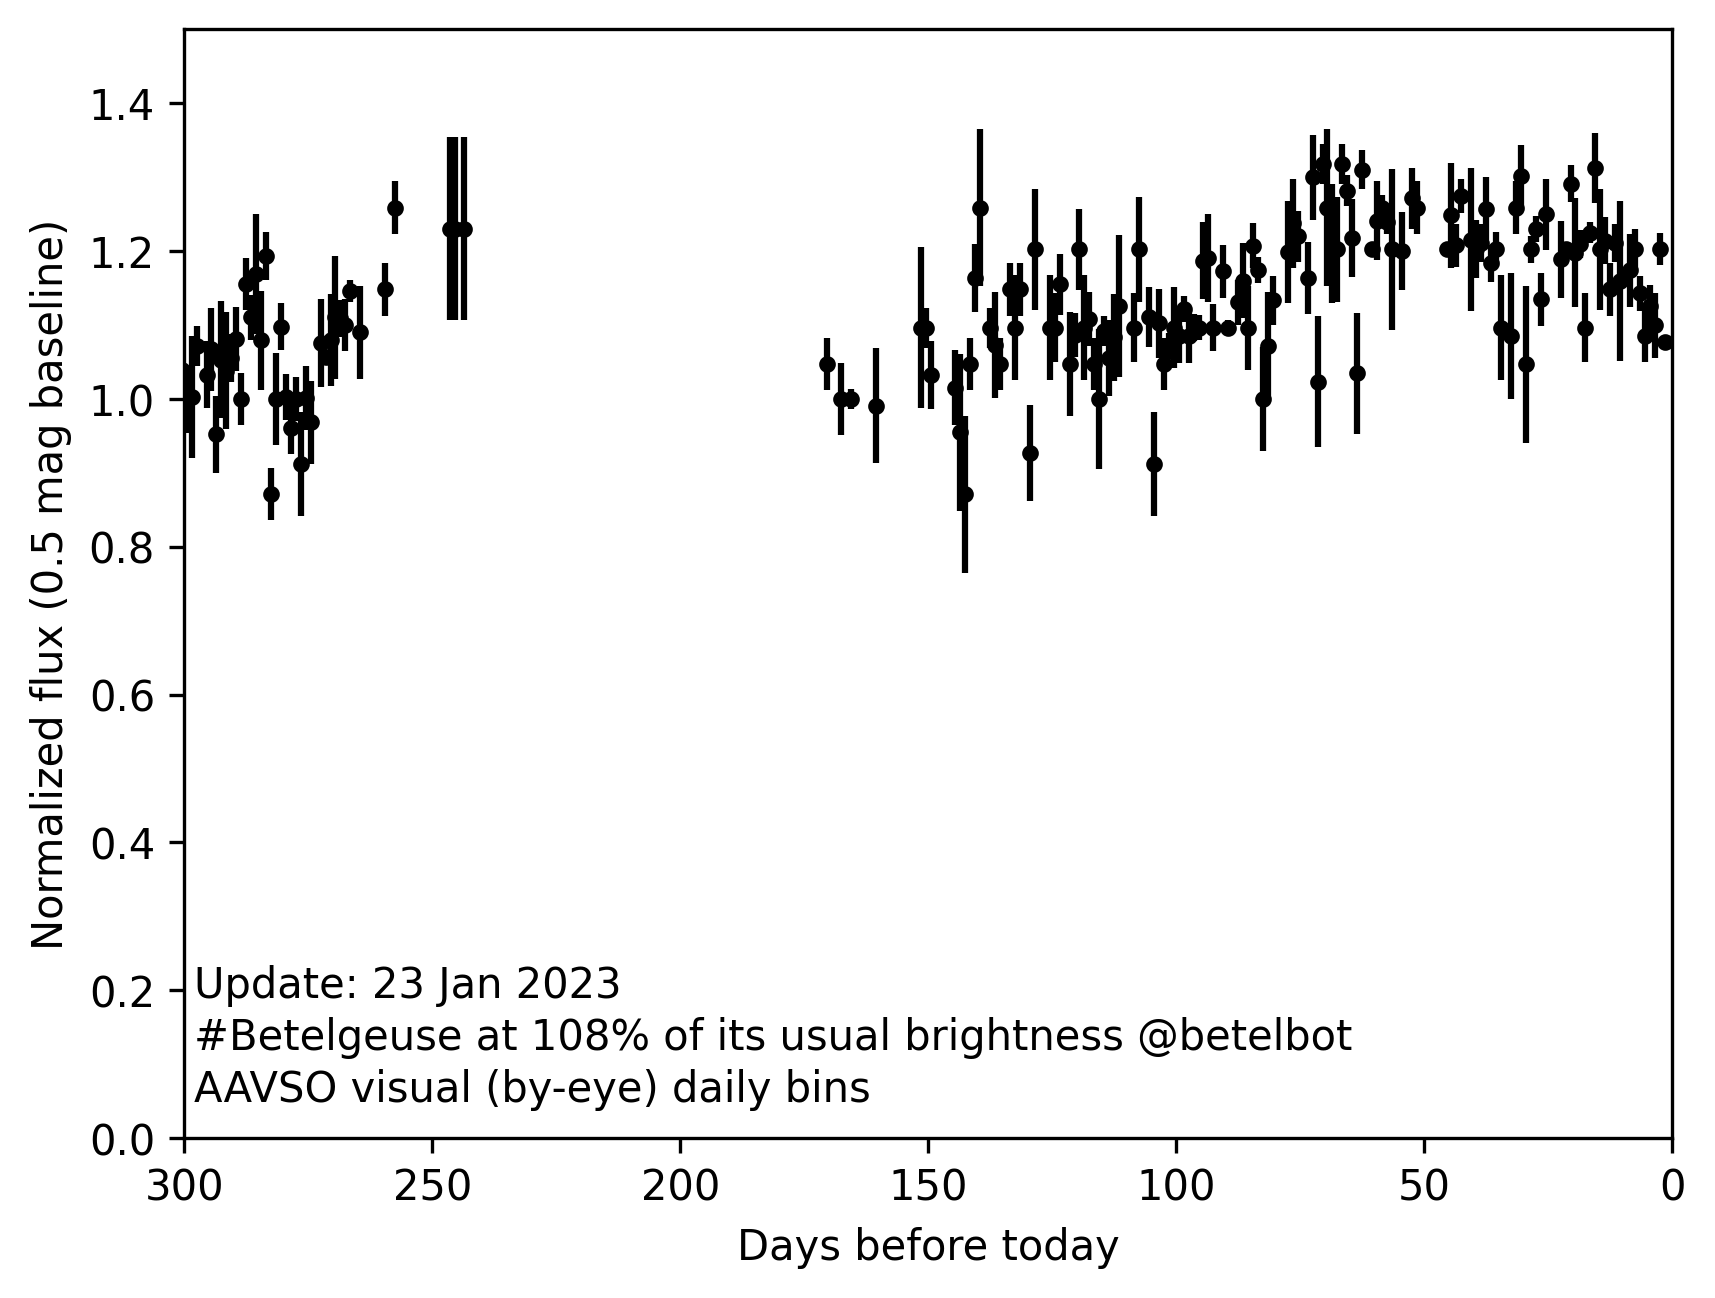 1.4
1.2
1.0
0.8
0.6
0.4
0.2
0.0
Normalized flux (0.5 mag baseline)
Update: 23 Jan 2023
#Betelgeuse at 108% of its usual brightness @betelbot
AAVSO visual (by-eye) daily bins
300 250 200 150 100 50 0
Days before today